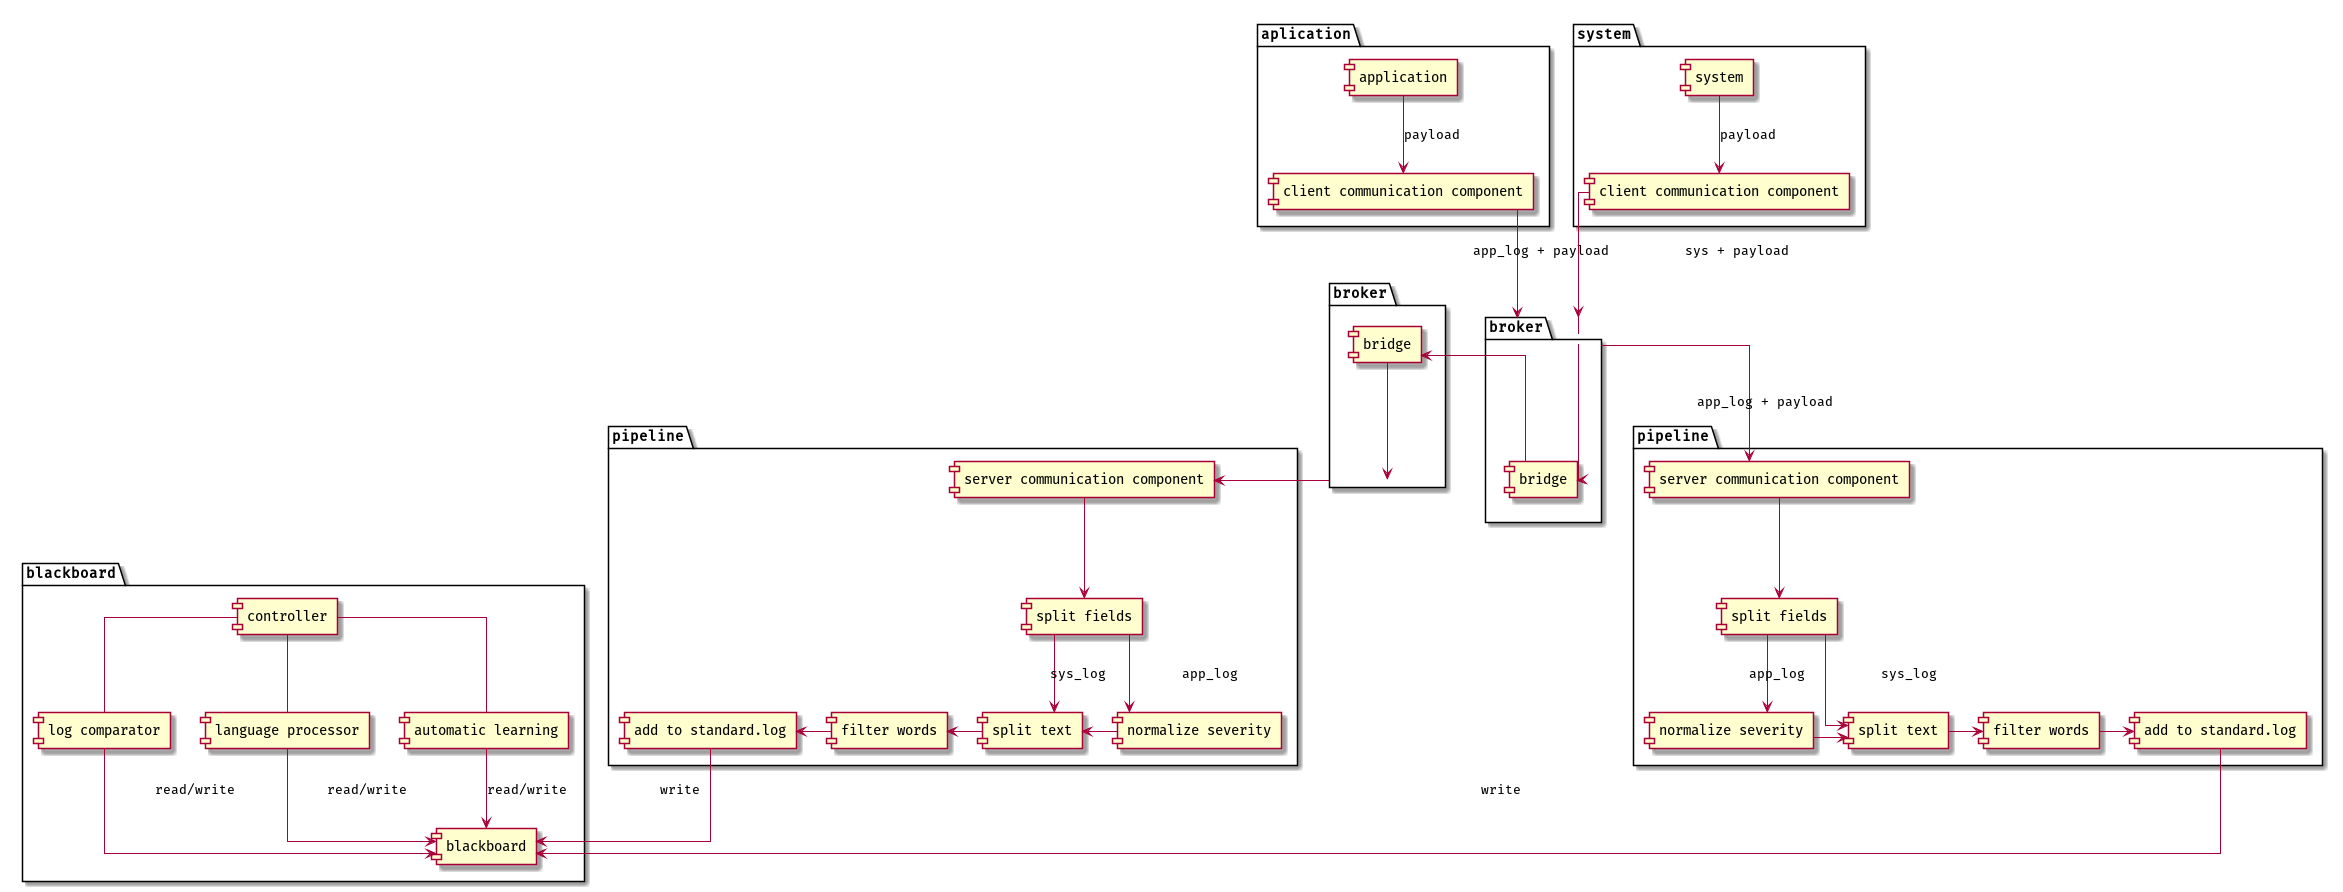 aplication
system
application
system
payload
payload
client communication component
client communication component
app_log + payload
sys + payload
broker
broker
bridge
app_log + payload
pipeline
pipeline
server communication component
bridge
server communication component
blackboard
controller
split fields
split fields
sys_log
app_log
app_log
sys_log
log comparator
language processor
automatic learning
add to standard.log
filter words
split text
normalize severity
normalize severity
split text
filter words
add to standard.log
read/write
read/write
read/write
write
write
blackboard